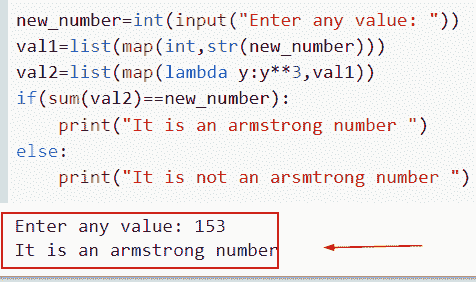 new_number=int(input("Enter any value: "))
val1=list(map(int,str(new_number)))
val2=list(map(lambda y:y**3,val1))
if(sum(val2)==new_number):
    print("It is an armstrong number ")
else:
    print("It is not an arsmtrong number ")
Enter any value: 153
It is an armstrong number